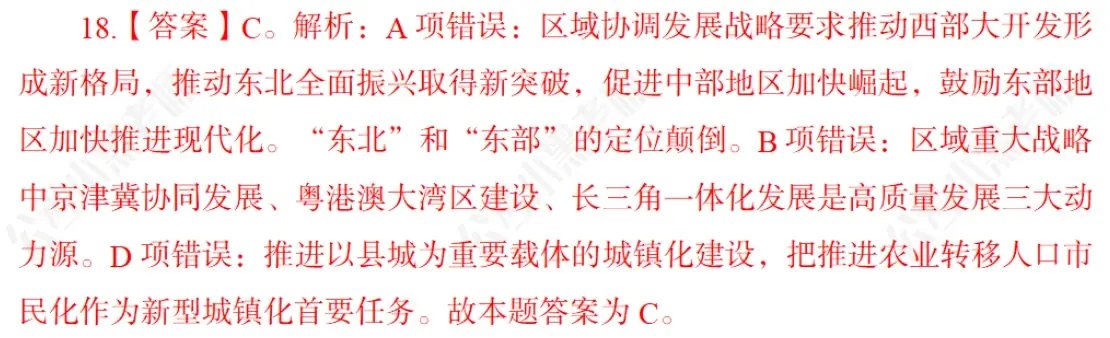 18.【答案】C。解析：A 项错误：区域协调发展战略要求推动西部大开发形
成新格局，推动东北全面振兴取得新突破，促进中部地区加快崛起，鼓励东部地
区加快推进现代化。“东北”和“东部”的定位颠倒。B 项错误：区域重大战略
中京津冀协同发展、粤港澳大湾区建设、长三角一体化发展是高质量发展三大动
力源。D 项错误：推进以县城为重要载体的城镇化建设，把推进农业转移人口市
民化作为新型城镇化首要任务。故本题答案为 C。